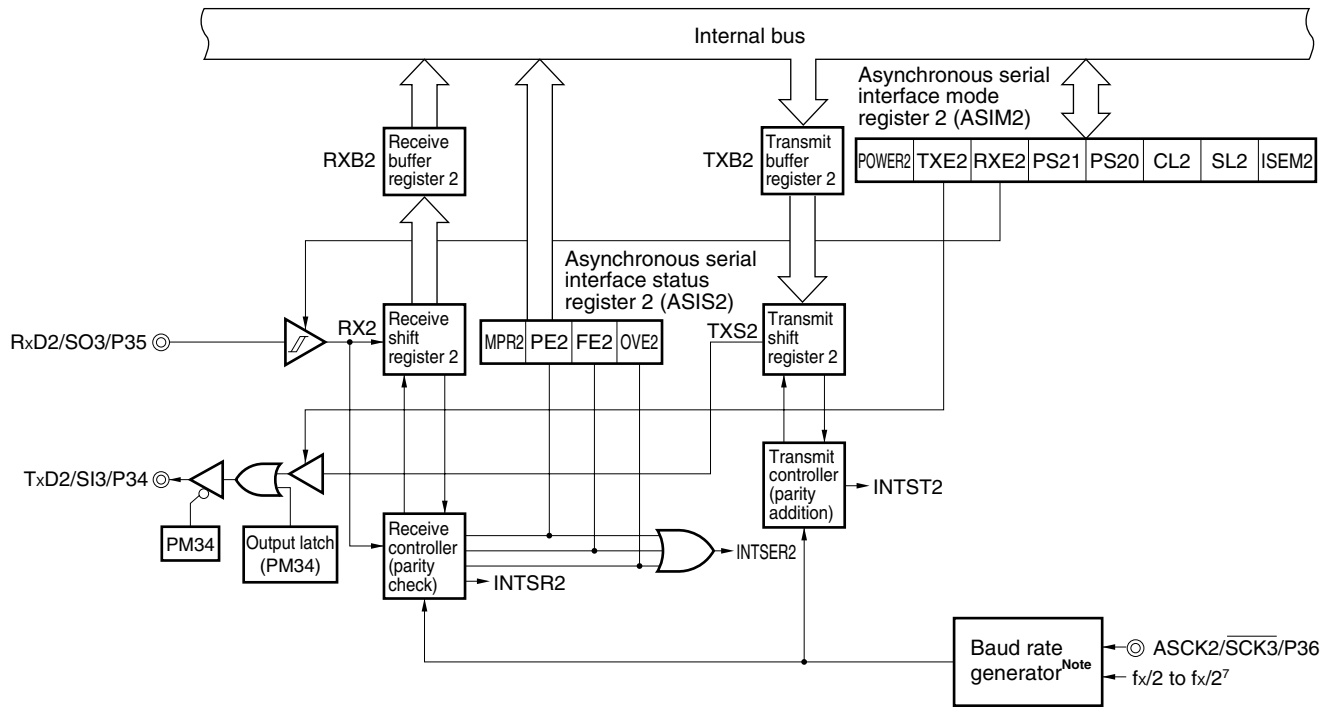 Internal bus
Asynchronous serial
interface mode
register 2 (ASIM2)
RXB2
Receive
buffer
register 2
TXB2
Transmit
buffer
register 2
POWER2 TXE2 RXE2 PS21 PS20 CL2 SL2 ISEM2
Asynchronous serial
interface status
register 2 (ASIS2)
RxD2/SO3/P35
RX2
Receive
shift
register 2
MPR2 PE2 FE2 OVE2
TXS2
Transmit
shift
register 2
TxD2/SI3/P34
PM34
Output latch
(PM34)
Receive
controller
(parity
check)
INTSR2
INTSER2
Transmit
controller
(parity
addition)
INTST2
Baud rate
generatorNote
ASCK2/SCK3/P36
fx/2 to fx/2⁷